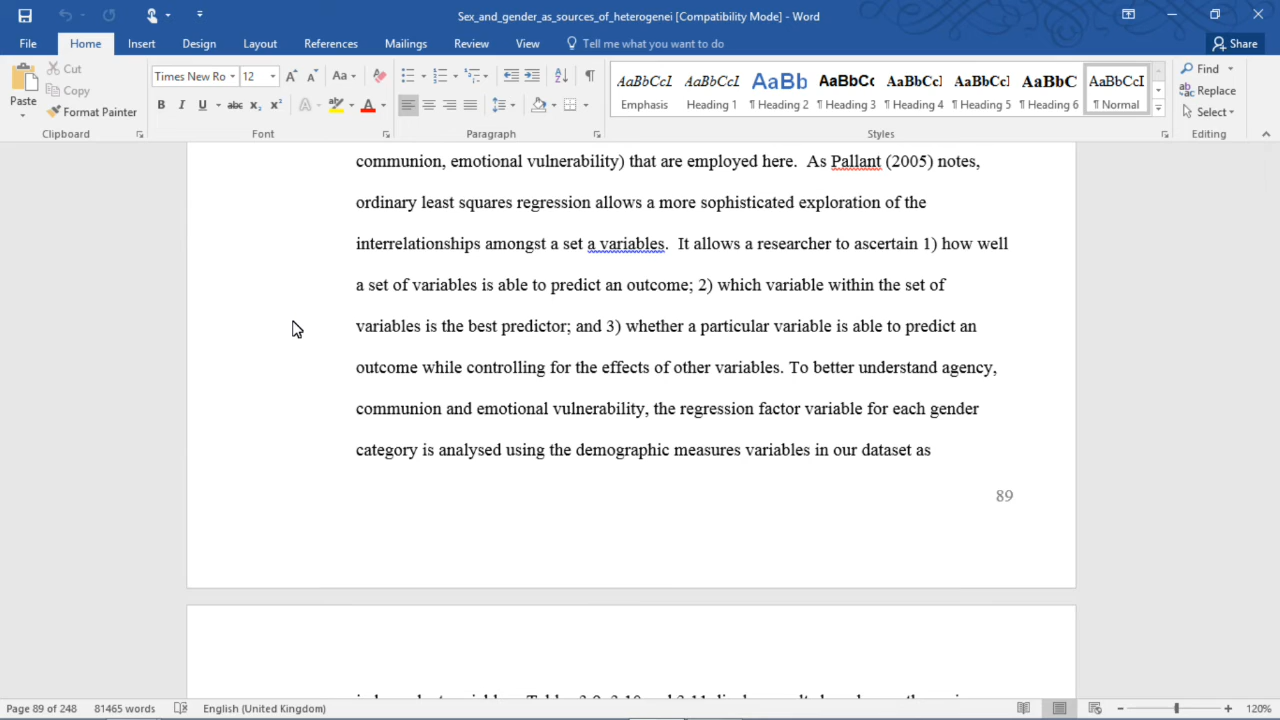 Sex_and_gender_as_sources_of_heterogenei [Compatibility Mode] - Word
File Home Insert Design Layout References Mailings Review View Tell me what you want to do Share
Paste
Cut
Copy
Format Painter
Clipboard
Times New Ro 12
Font
Paragraph
AaBbCcI AaBbCcI AaBb AaBbCc AaBbCcI AaBbCcI AaBbC AaBbCcI
Emphasis Heading 1 ¶ Heading 2 ¶ Heading 3 ¶ Heading 4 ¶ Heading 5 ¶ Heading 6 ¶ Normal
Styles
Find
Replace
Select
Editing
communion, emotional vulnerability) that are employed here. As Pallant (2005) notes,
ordinary least squares regression allows a more sophisticated exploration of the
interrelationships amongst a set a variables. It allows a researcher to ascertain 1) how well
a set of variables is able to predict an outcome; 2) which variable within the set of
variables is the best predictor; and 3) whether a particular variable is able to predict an
outcome while controlling for the effects of other variables. To better understand agency,
communion and emotional vulnerability, the regression factor variable for each gender
category is analysed using the demographic measures variables in our dataset as
89
Page 89 of 248 81465 words English (United Kingdom) 120%